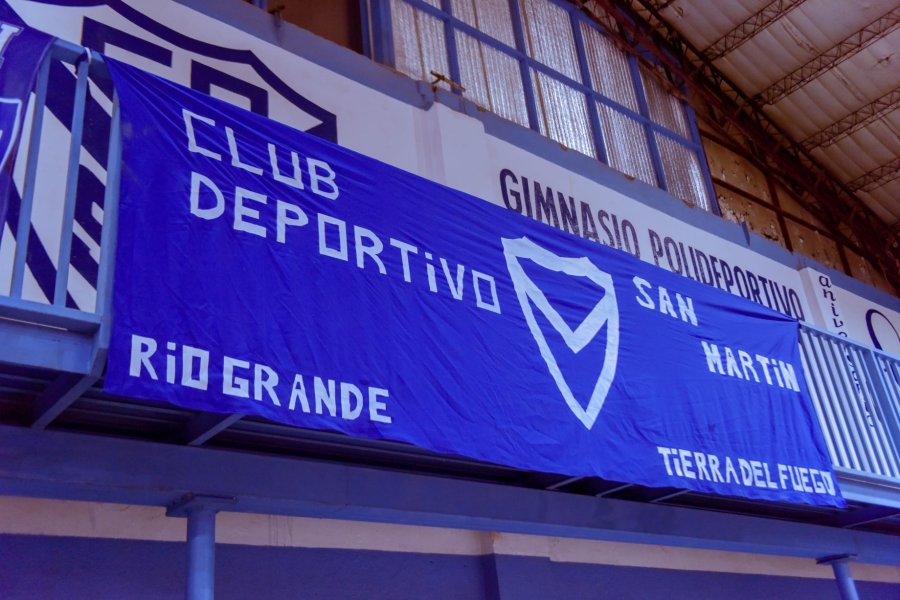 CLUB
DEPORTiVO
SAN
MARTiN
RiO GRANDE
TiERRA DEL FUEGO
GIMNASIO POLIDEPORTIVO